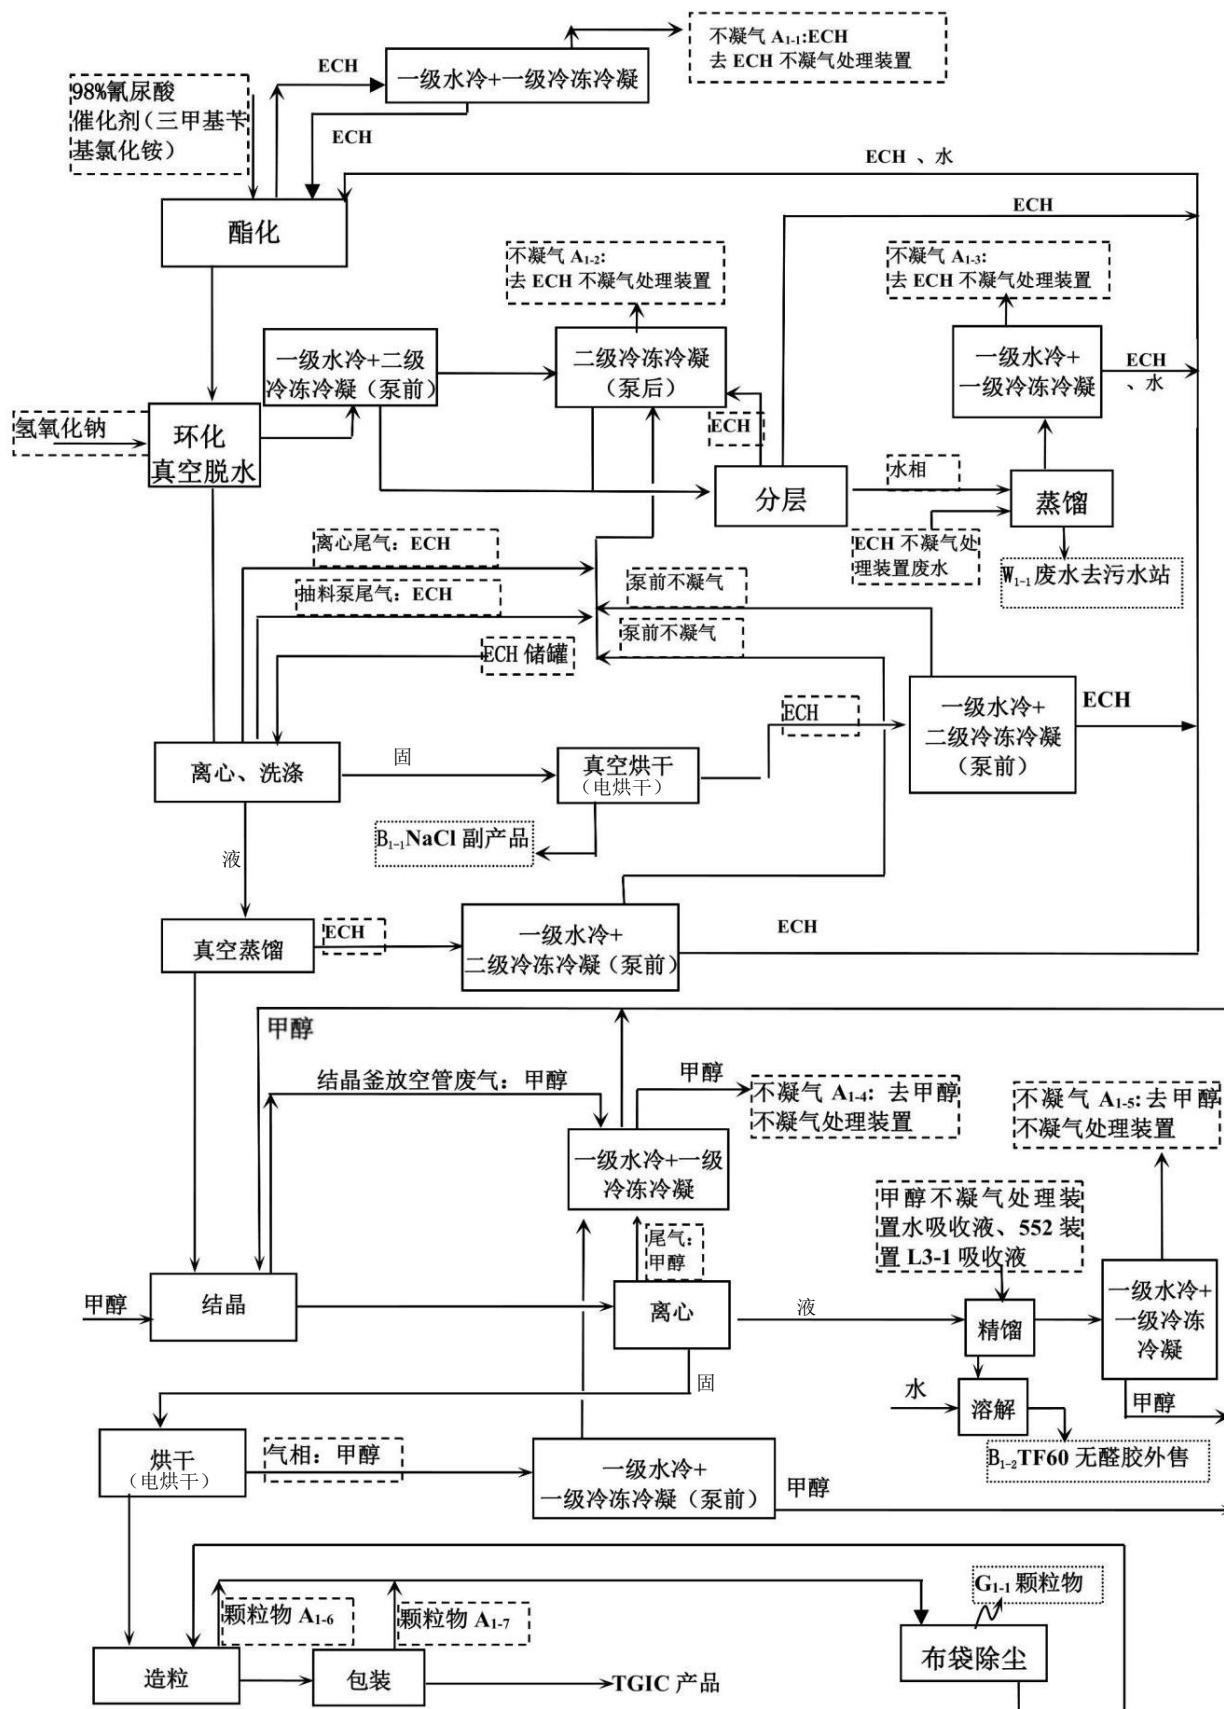 不凝气 A1-1:ECH
去 ECH 不凝气处理装置
ECH
一级水冷+一级冷冻冷凝
98%氰尿酸
催化剂（三甲基苄
基氯化铵）
ECH
ECH 、水
酯化
ECH
不凝气 A1-2:
去 ECH 不凝气处理装置
不凝气 A1-3:
去 ECH 不凝气处理装置
一级水冷+二级
冷冻冷凝（泵前）
二级冷冻冷凝
（泵后）
一级水冷+
一级冷冻冷凝
ECH
、水
氢氧化钠
环化
真空脱水
ECH
分层
水相
蒸馏
离心尾气：ECH
ECH 不凝气处
理装置废水
W1-1 废水去污水站
抽料泵尾气：ECH
泵前不凝气
泵前不凝气
ECH 储罐
ECH
一级水冷+
二级冷冻冷凝
（泵前）
ECH
离心、洗涤
固
真空烘干
（电烘干）
B1-1NaCl 副产品
液
真空蒸馏
ECH
一级水冷+
二级冷冻冷凝（泵前）
ECH
甲醇
结晶釜放空管废气：甲醇
甲醇
不凝气 A1-4：去甲醇
不凝气处理装置
不凝气 A1-5:去甲醇
不凝气处理装置
一级水冷+一级
冷冻冷凝
甲醇不凝气处理装
置水吸收液、552 装
置 L3-1 吸收液
尾气：
甲醇
甲醇
结晶
离心
液
精馏
一级水冷+
一级冷冻
冷凝
固
水
溶解
甲醇
烘干
（电烘干）
气相：甲醇
一级水冷+
一级冷冻冷凝（泵前）
甲醇
B1-2TF60 无醛胶外售
G1-1 颗粒物
颗粒物 A1-6
颗粒物 A1-7
布袋除尘
造粒
包装
TGIC 产品